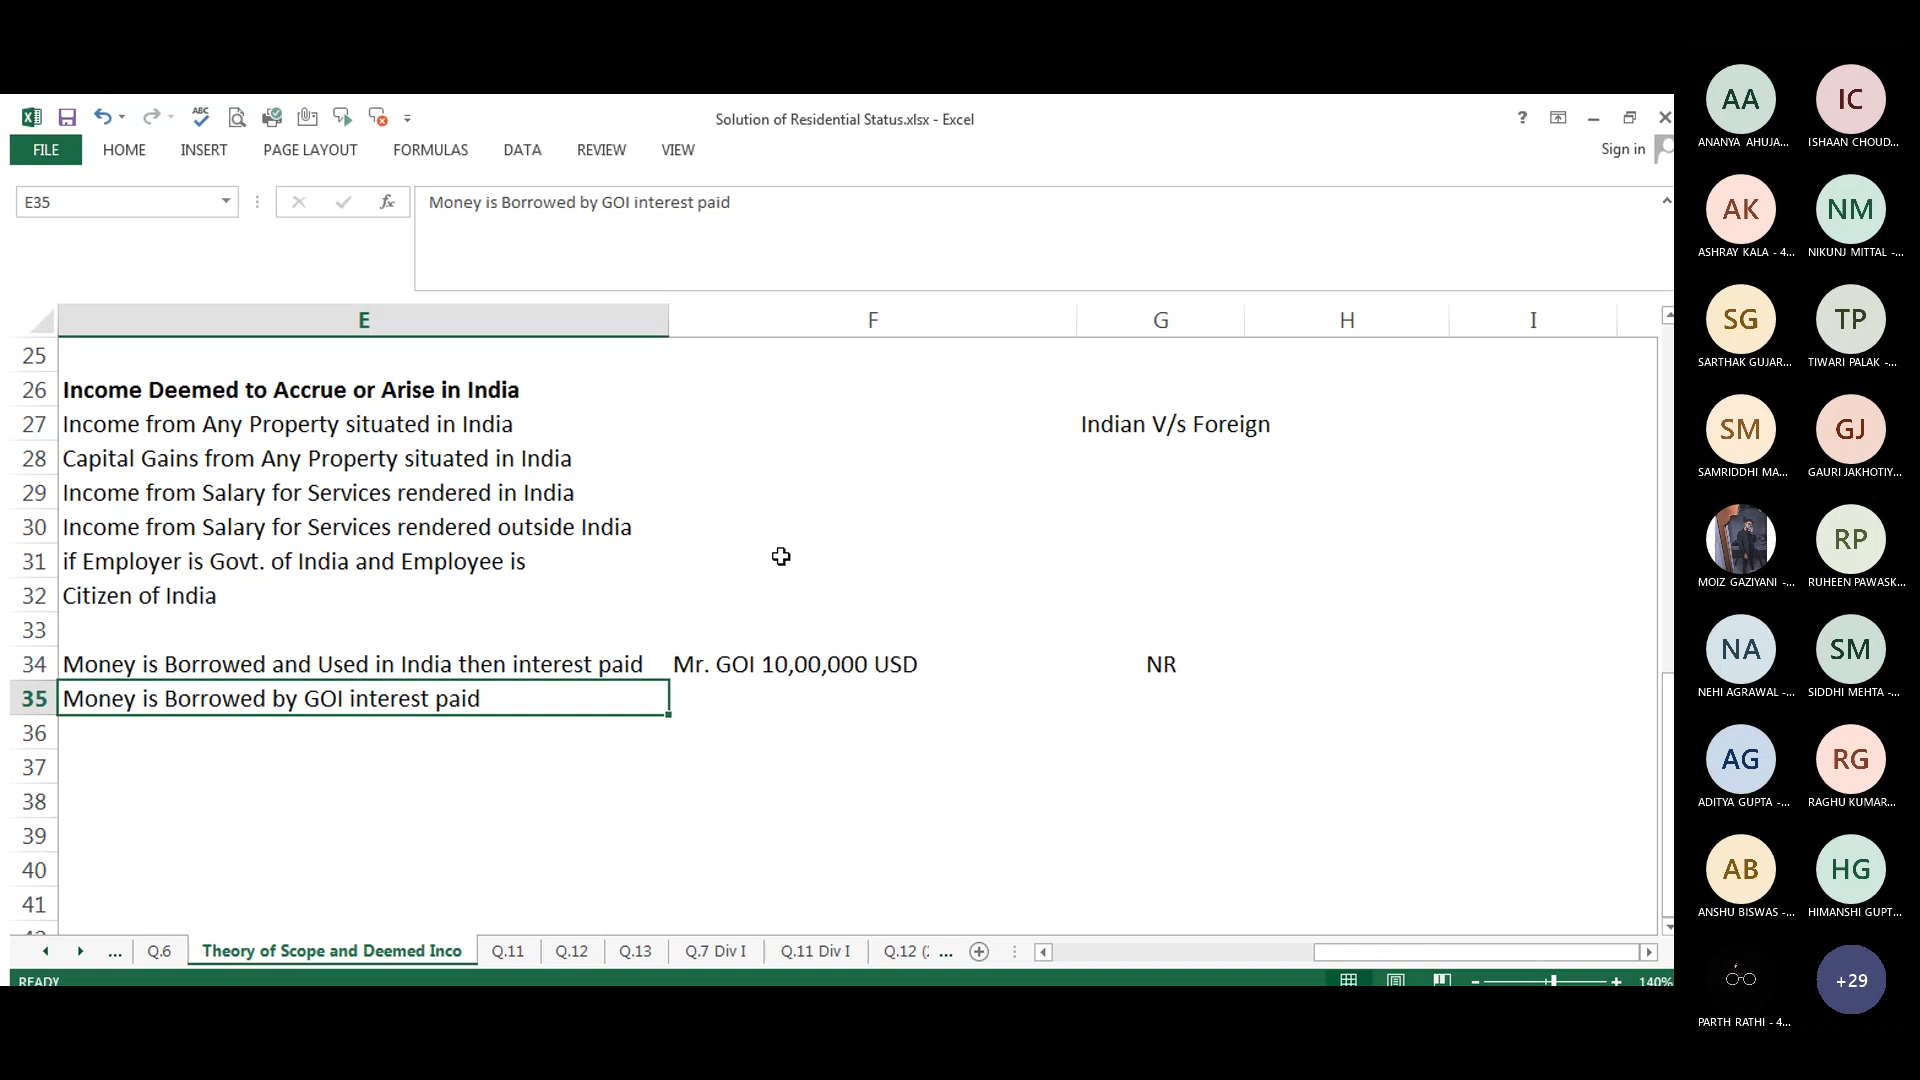 Solution of Residential Status.xlsx - Excel
FILE HOME INSERT PAGE LAYOUT FORMULAS DATA REVIEW VIEW Sign in
E35 fx Money is Borrowed by GOI interest paid
E F G H I
25
26 Income Deemed to Accrue or Arise in India
27 Income from Any Property situated in India Indian V/s Foreign
28 Capital Gains from Any Property situated in India
29 Income from Salary for Services rendered in India
30 Income from Salary for Services rendered outside India
31 if Employer is Govt. of India and Employee is
32 Citizen of India
33
34 Money is Borrowed and Used in India then interest paid Mr. GOI 10,00,000 USD NR
35 Money is Borrowed by GOI interest paid
36
37
38
39
40
41
... Q.6 Theory of Scope and Deemed Inco Q.11 Q.12 Q.13 Q.7 Div I Q.11 Div I Q.12 (: ...
READY 140%
AA IC
ANANYA AHUJA... ISHAAN CHOUD...
AK NM
ASHRAY KALA - 4... NIKUNJ MITTAL -...
SG TP
SARTHAK GUJAR... TIWARI PALAK -...
SM GJ
SAMRIDDHI MA... GAURI JAKHOTIY...
RP
MOIZ GAZIYANI -... RUHEEN PAWASK...
NA SM
NEHI AGRAWAL -... SIDDHI MEHTA -...
AG RG
ADITYA GUPTA -... RAGHU KUMAR...
AB HG
ANSHU BISWAS -... HIMANSHI GUPT...
+29
PARTH RATHI - 4...